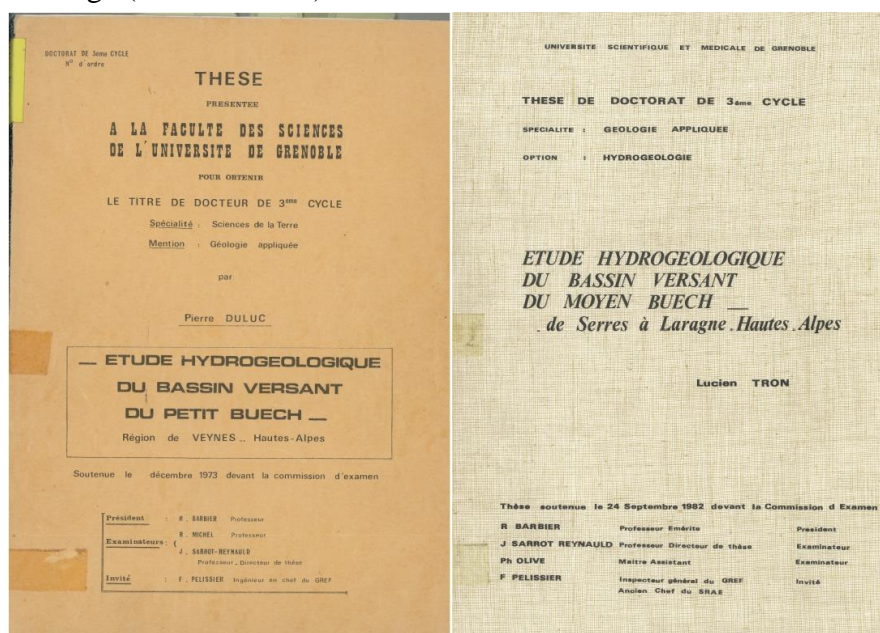 DOCTORAT DE 3eme CYCLE
N° d'ordre
THESE
PRESENTEE
A LA FACULTE DES SCIENCES
DE L'UNIVERSITE DE GRENOBLE
POUR OBTENIR
LE TITRE DE DOCTEUR DE 3eme CYCLE
Spécialité : Sciences de la Terre
Mention : Géologie appliquée
par
Pierre DULUC
_ ETUDE HYDROGEOLOGIQUE
DU BASSIN VERSANT
DU PETIT BUECH _
Région de VEYNES _ Hautes-Alpes
Soutenue le décembre 1973 devant la commission d'examen
Président : R. BARBIER Professeur
Examinateurs : ( R. MICHEL Professeur
J. SARROT-REYNAULD
Professeur - Directeur de thèse
Invité : F. PELISSIER Ingénieur en chef du GREF
UNIVERSITE SCIENTIFIQUE ET MEDICALE DE GRENOBLE
THESE DE DOCTORAT DE 3éme CYCLE
SPECIALITE : GEOLOGIE APPLIQUEE
OPTION : HYDROGEOLOGIE
ETUDE HYDROGEOLOGIQUE
DU BASSIN VERSANT
DU MOYEN BUECH _
. de Serres à Laragne . Hautes . Alpes
Lucien TRON
Thèse soutenue le 24 Septembre 1982 devant la Commission d Examen
R BARBIER Professeur Emérite President
J SARROT REYNAULD Professeur Directeur de thèse Examinateur
Ph OLIVE Maitre Assistant Examinateur
F PELISSIER Inspecteur général du GREF Invité
Ancien Chef du SRAE